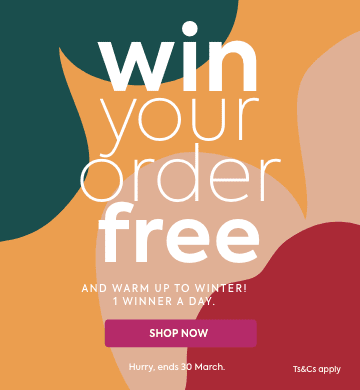 win
your
order
free
AND WARM UP TO WINTER!
1 WINNER A DAY.
SHOP NOW
Hurry, ends 30 March.
Ts&Cs apply